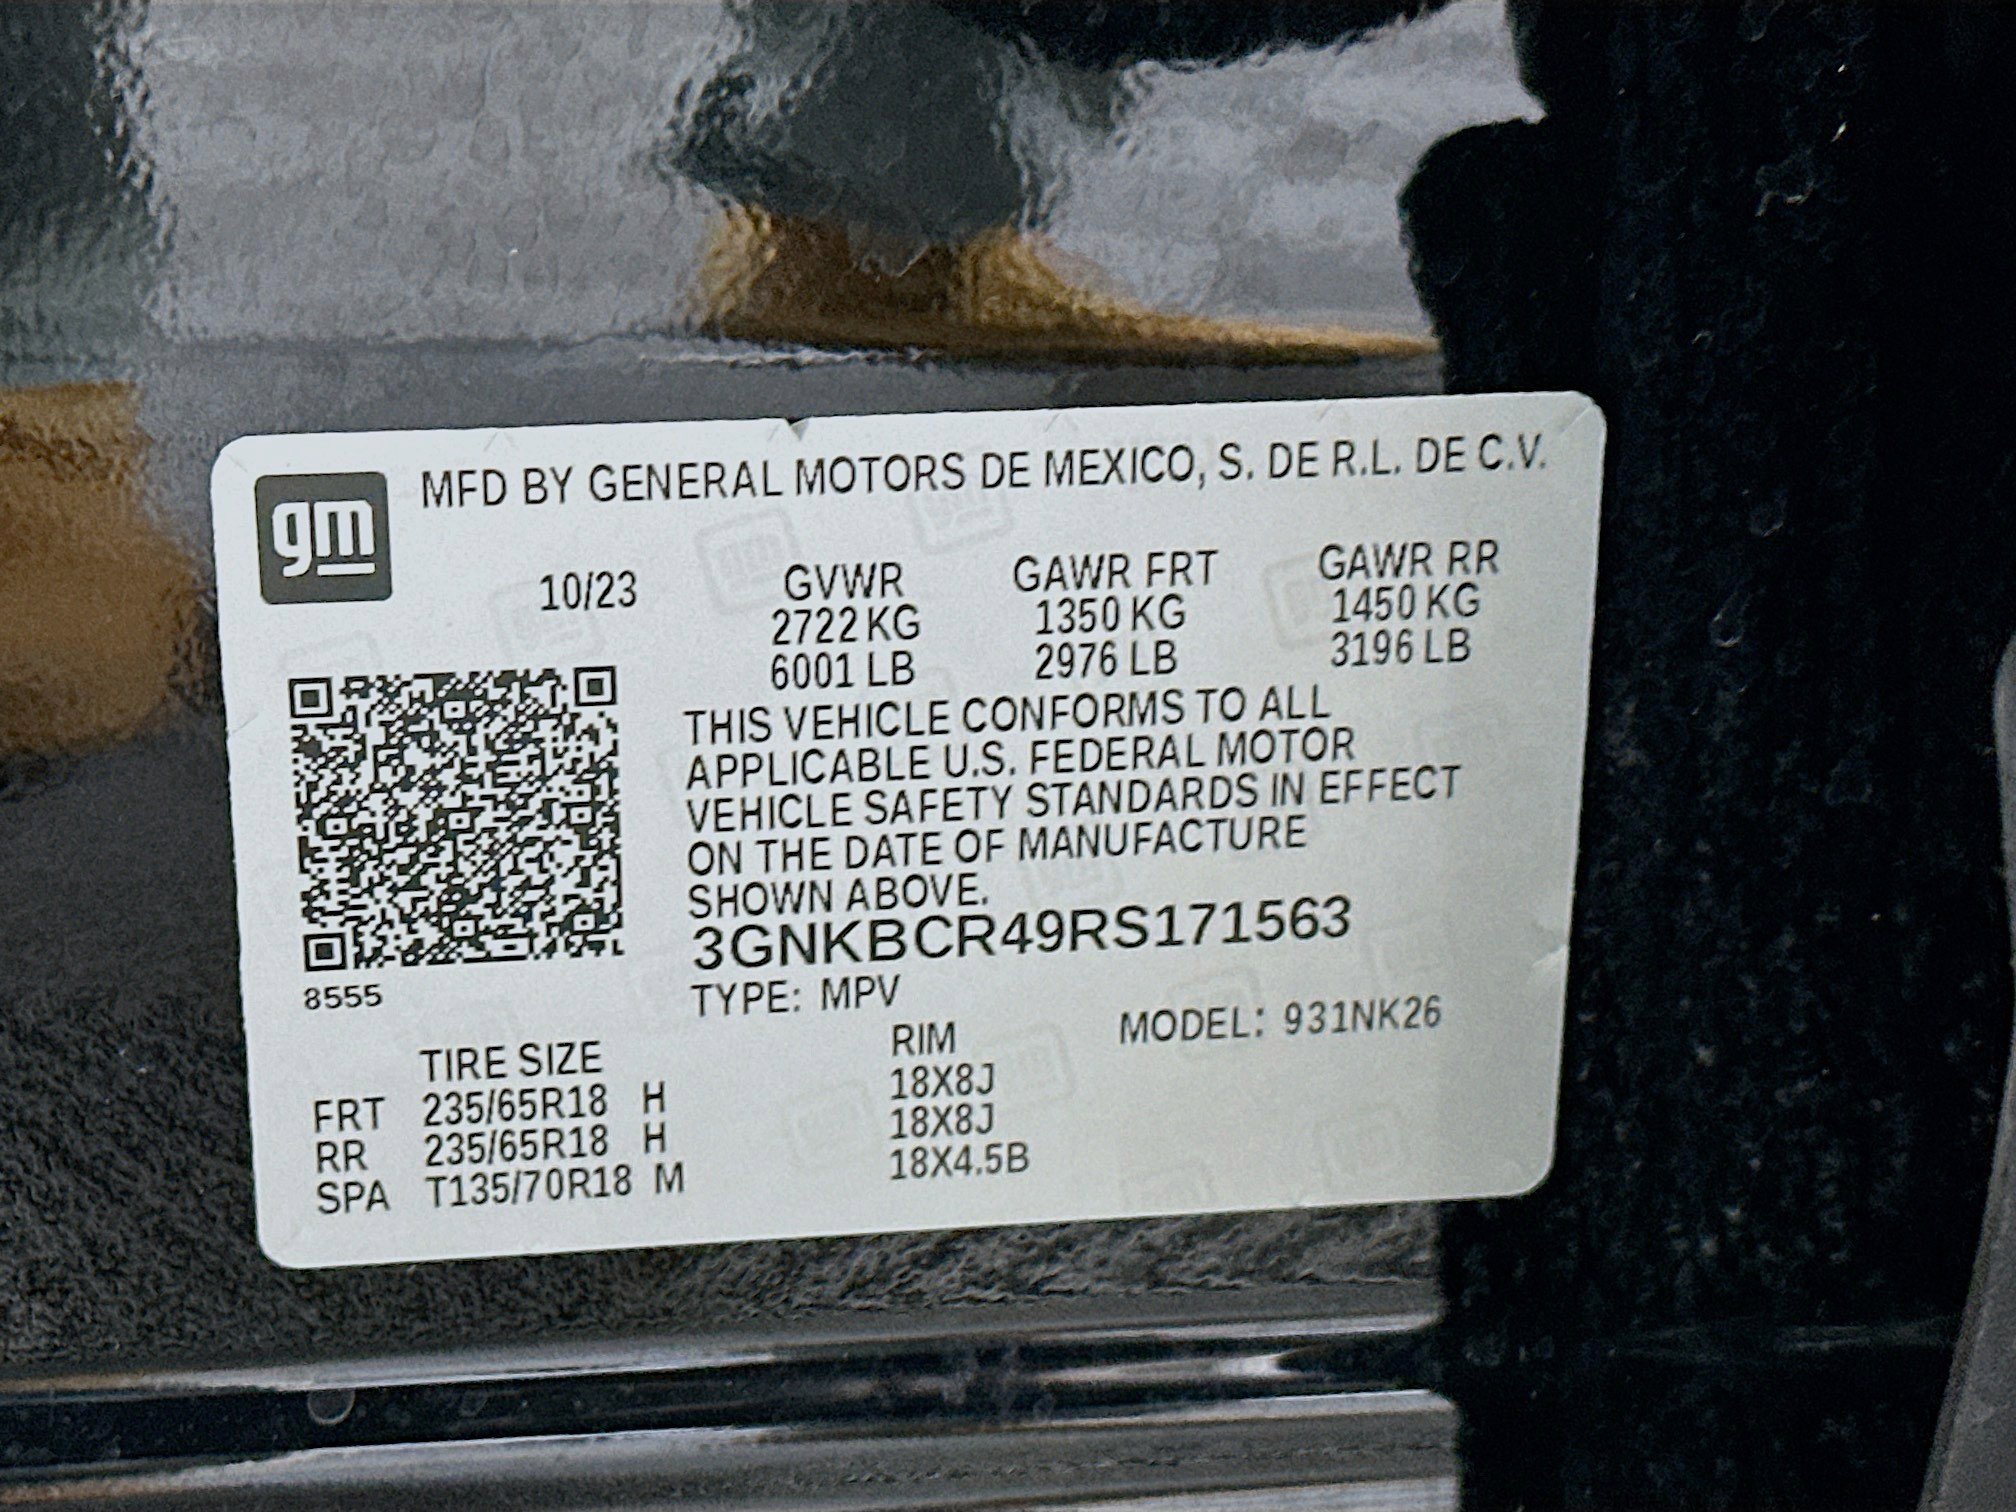 gm MFD BY GENERAL MOTORS DE MEXICO, S. DE R.L. DE C.V.
10/23 GVWR GAWR FRT GAWR RR
2722 KG 1350 KG 1450 KG
6001 LB 2976 LB 3196 LB
THIS VEHICLE CONFORMS TO ALL
APPLICABLE U.S. FEDERAL MOTOR
VEHICLE SAFETY STANDARDS IN EFFECT
ON THE DATE OF MANUFACTURE
SHOWN ABOVE.
3GNKBCR49RS171563
8555 TYPE: MPV
MODEL: 931NK26
TIRE SIZE RIM
FRT 235/65R18 H 18X8J
RR 235/65R18 H 18X8J
SPA T135/70R18 M 18X4.5B